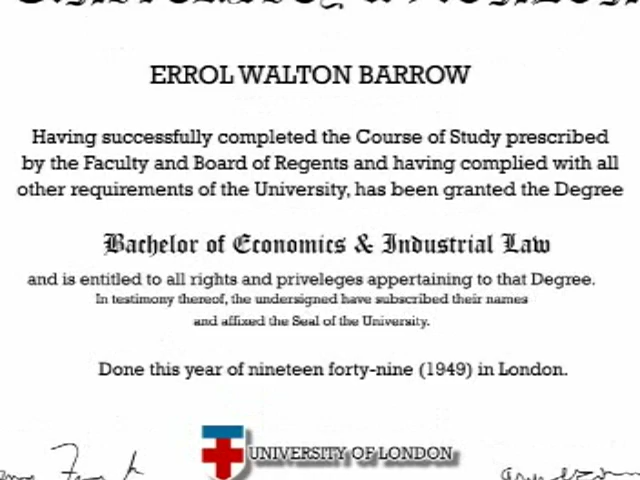 ERROL WALTON BARROW
Having successfully completed the Course of Study prescribed
by the Faculty and Board of Regents and having complied with all
other requirements of the University, has been granted the Degree
Bachelor of Economics & Industrial Law
and is entitled to all rights and priveleges appertaining to that Degree.
In testimony thereof, the undersigned have subscribed their names
and affixed the Seal of the University.
Done this year of nineteen forty-nine (1949) in London.
UNIVERSITY OF LONDON